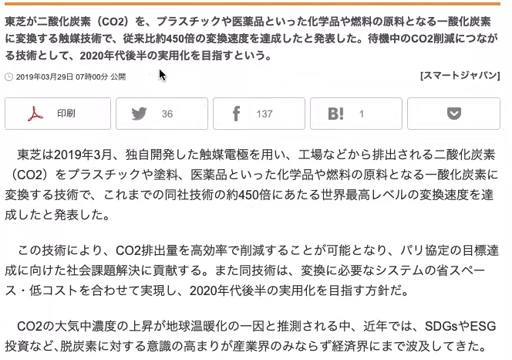 東芝が二酸化炭素（CO2）を、プラスチックや医薬品といった化学品や燃料の原料となる一酸化炭素
に変換する触媒技術で、従来比約450倍の変換速度を達成したと発表した。待機中のCO2削減につなが
る技術として、2020年代後半の実用化を目指すという。
2019年03月29日 07時00分 公開
[スマートジャパン]
印刷
36
137
B! 1
東芝は2019年3月、独自開発した触媒電極を用い、工場などから排出される二酸化炭素
（CO2）をプラスチックや塗料、医薬品といった化学品や燃料の原料となる一酸化炭素に
変換する技術で、これまでの同社技術の約450倍にあたる世界最高レベルの変換速度を達
成したと発表した。
この技術により、CO2排出量を高効率で削減することが可能となり、パリ協定の目標達
成に向けた社会課題解決に貢献する。また同技術は、変換に必要なシステムの省スペー
ス・低コストを合わせて実現し、2020年代後半の実用化を目指す方針だ。
CO2の大気中濃度の上昇が地球温暖化の一因と推測される中、近年では、SDGsやESG
投資など、脱炭素に対する意識の高まりが産業界のみならず経済界にまで波及してきた。